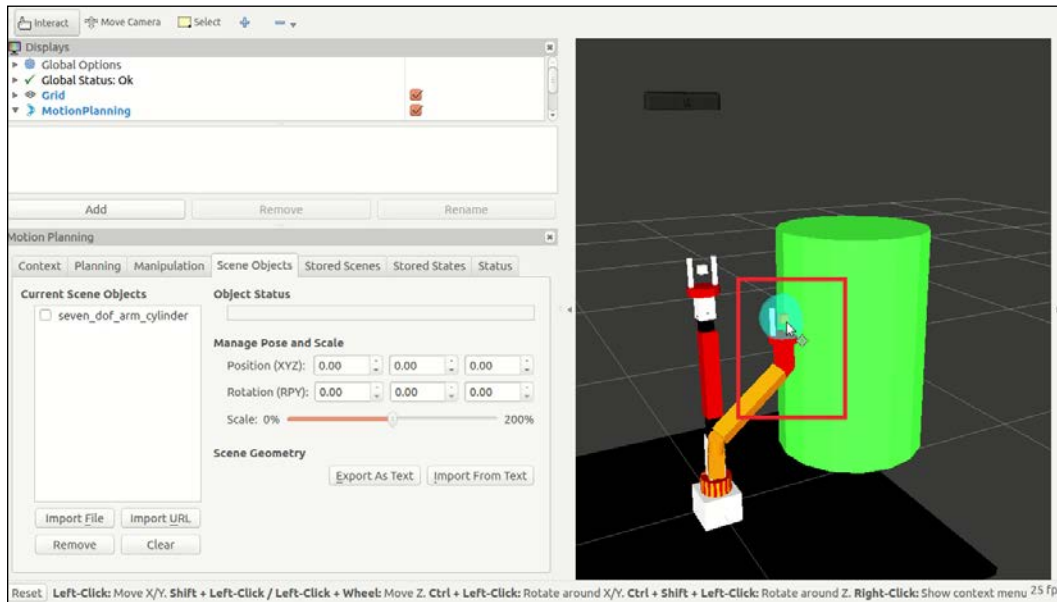 Interact Move Camera Select
Displays
Global Options
Global Status: Ok
Grid
MotionPlanning
Add Remove Rename
Motion Planning
Context Planning Manipulation Scene Objects Stored Scenes Stored States Status
Current Scene Objects Object Status
seven_dof_arm_cylinder
Manage Pose and Scale
Position (XYZ): 0.00 0.00 0.00
Rotation (RPY): 0.00 0.00 0.00
Scale: 0% 200%
Scene Geometry
Export As Text Import From Text
Import File Import URL
Remove Clear
Reset Left-Click: Move X/Y. Shift + Left-Click / Left-Click + Wheel: Move Z. Ctrl + Left-Click: Rotate around X/Y. Ctrl + Shift + Left-Click: Rotate around Z. Right-Click: Show context menu 25